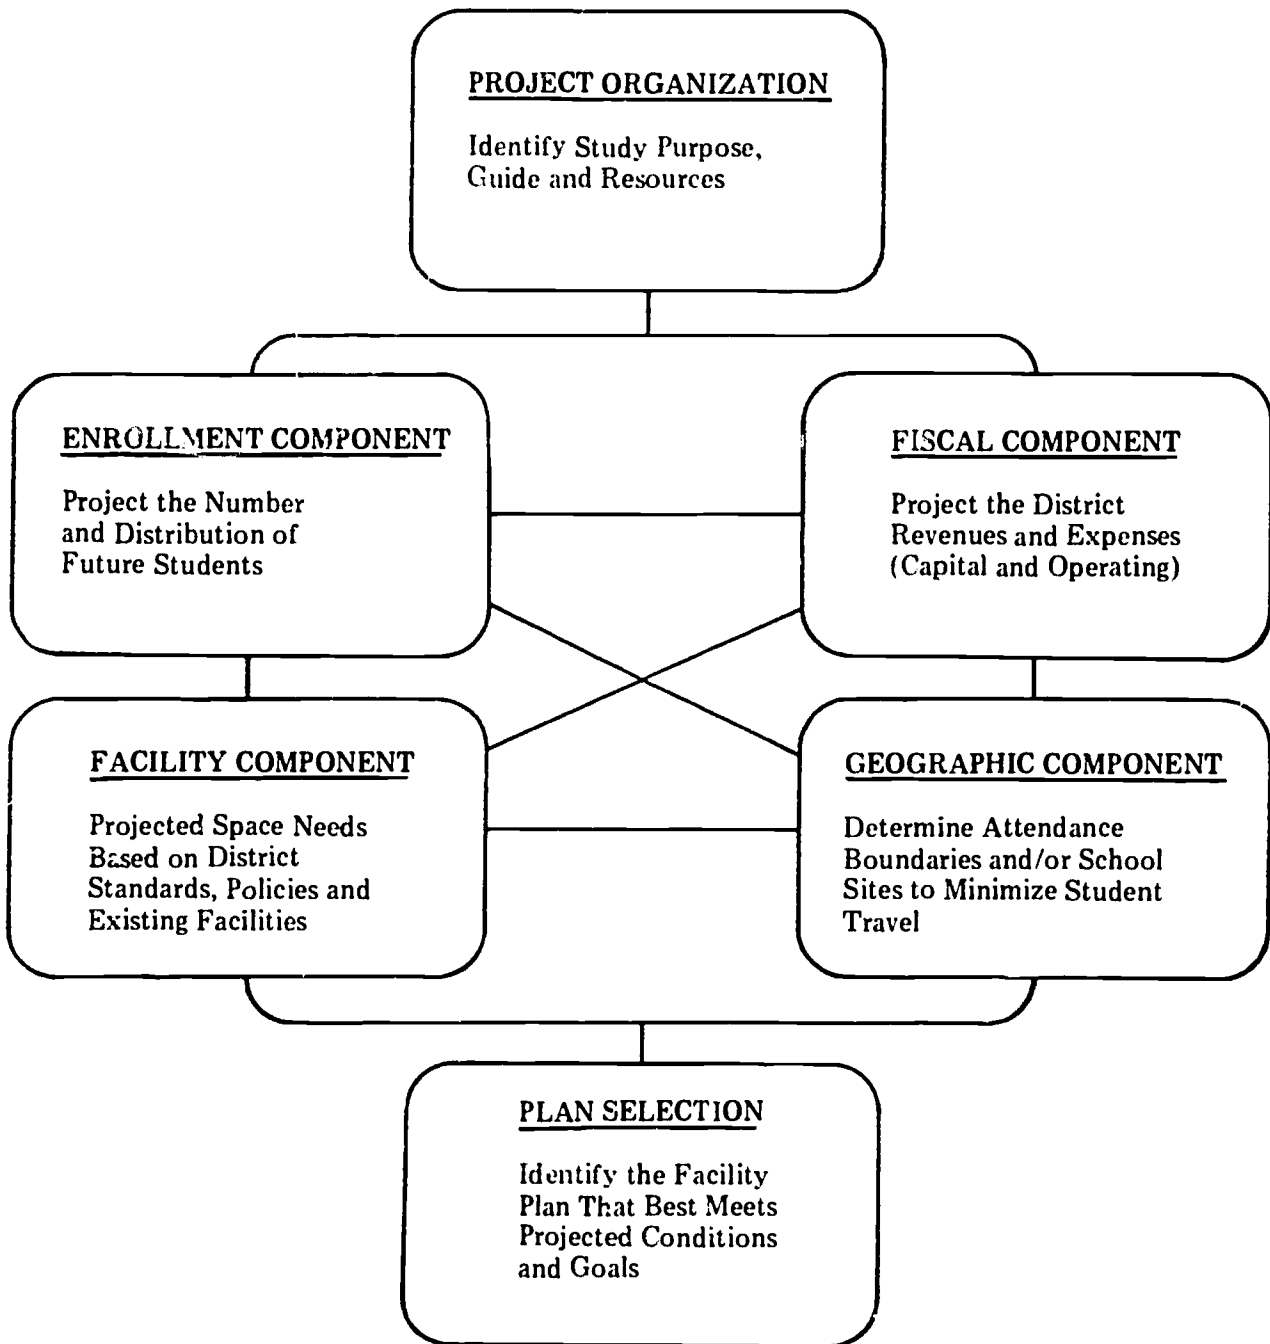 PROJECT ORGANIZATION
Identify Study Purpose,
Guide and Resources
ENROLLMENT COMPONENT
Project the Number
and Distribution of
Future Students
FISCAL COMPONENT
Project the District
Revenues and Expenses
(Capital and Operating)
FACILITY COMPONENT
Projected Space Needs
Based on District
Standards, Policies and
Existing Facilities
GEOGRAPHIC COMPONENT
Determine Attendance
Boundaries and/or School
Sites to Minimize Student
Travel
PLAN SELECTION
Identify the Facility
Plan That Best Meets
Projected Conditions
and Goals